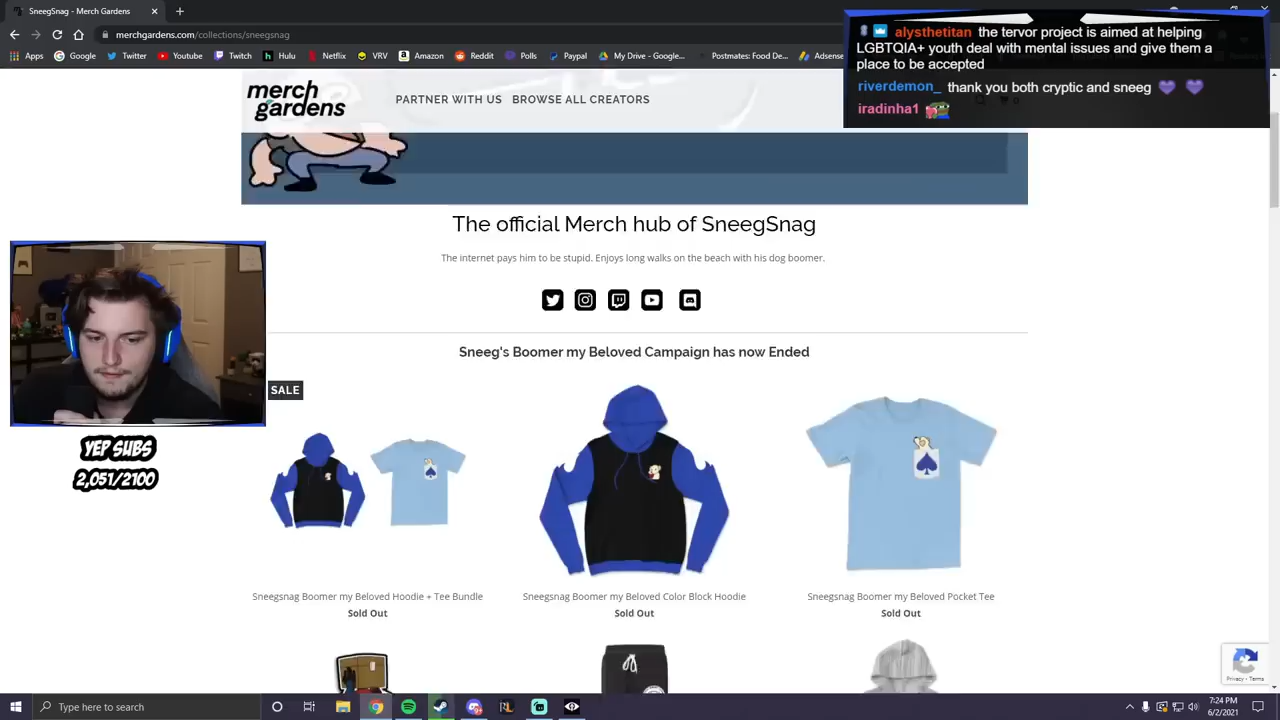 SneegSnag - Merch Gardens
merchgardens.com/collections/sneegsnag
Apps Google Twitter Youtube Twitch Hulu Netflix CV3 Amazon Reddit Paypal My Drive - Google... Postmates: Food De... Adsense
alysthetitan the tervor project is aimed at helping
LGBTQIA+ youth deal with mental issues and give them a
place to be accepted
riverdemon_ thank you both cryptic and sneeg
iradinha1
merch
gardens
PARTNER WITH US BROWSE ALL CREATORS
0
The official Merch hub of SneegSnag
The internet pays him to be stupid. Enjoys long walks on the beach with his dog boomer.
Sneeg's Boomer my Beloved Campaign has now Ended
SALE
YEP SUBS
2,051/2100
Sneegsnag Boomer my Beloved Hoodie + Tee Bundle
Sold Out
Sneegsnag Boomer my Beloved Color Block Hoodie
Sold Out
Sneegsnag Boomer my Beloved Pocket Tee
Sold Out
Privacy - Terms
Type here to search
7:24 PM
6/2/2021